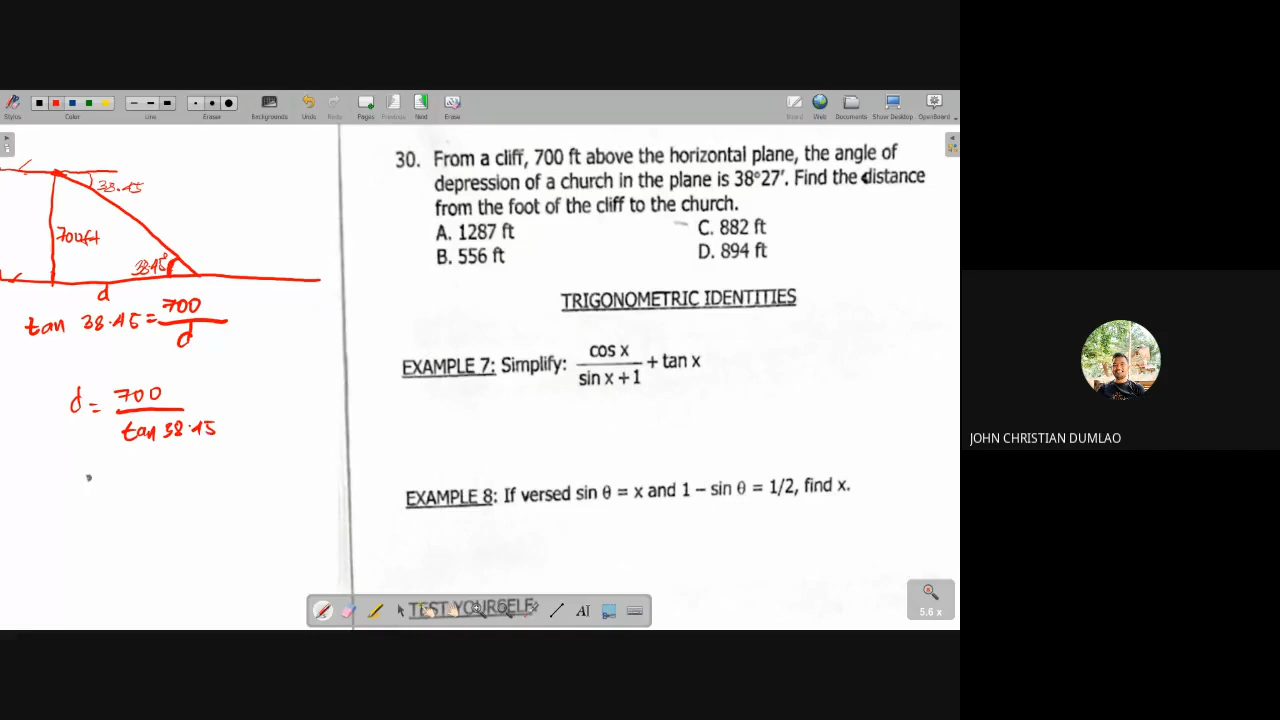 Stylus
Color
Line
Eraser
Backgrounds
Undo
Redo
Pages
Previous
Next
Erase
Board
Web
Documents
Show Desktop
OpenBoard
38.45
700ft
38.45°
d
tan 38.45 = 700/d
d = 700/tan 38.45
30. From a cliff, 700 ft above the horizontal plane, the angle of
depression of a church in the plane is 38°27'. Find the distance
from the foot of the cliff to the church.
A. 1287 ft C. 882 ft
B. 556 ft D. 894 ft
TRIGONOMETRIC IDENTITIES
EXAMPLE 7: Simplify: cos x / sin x + 1 + tan x
EXAMPLE 8: If versed sin θ = x and 1 – sin θ = 1/2, find x.
TEST YOURSELF
AI
5.6 x
JOHN CHRISTIAN DUMLAO